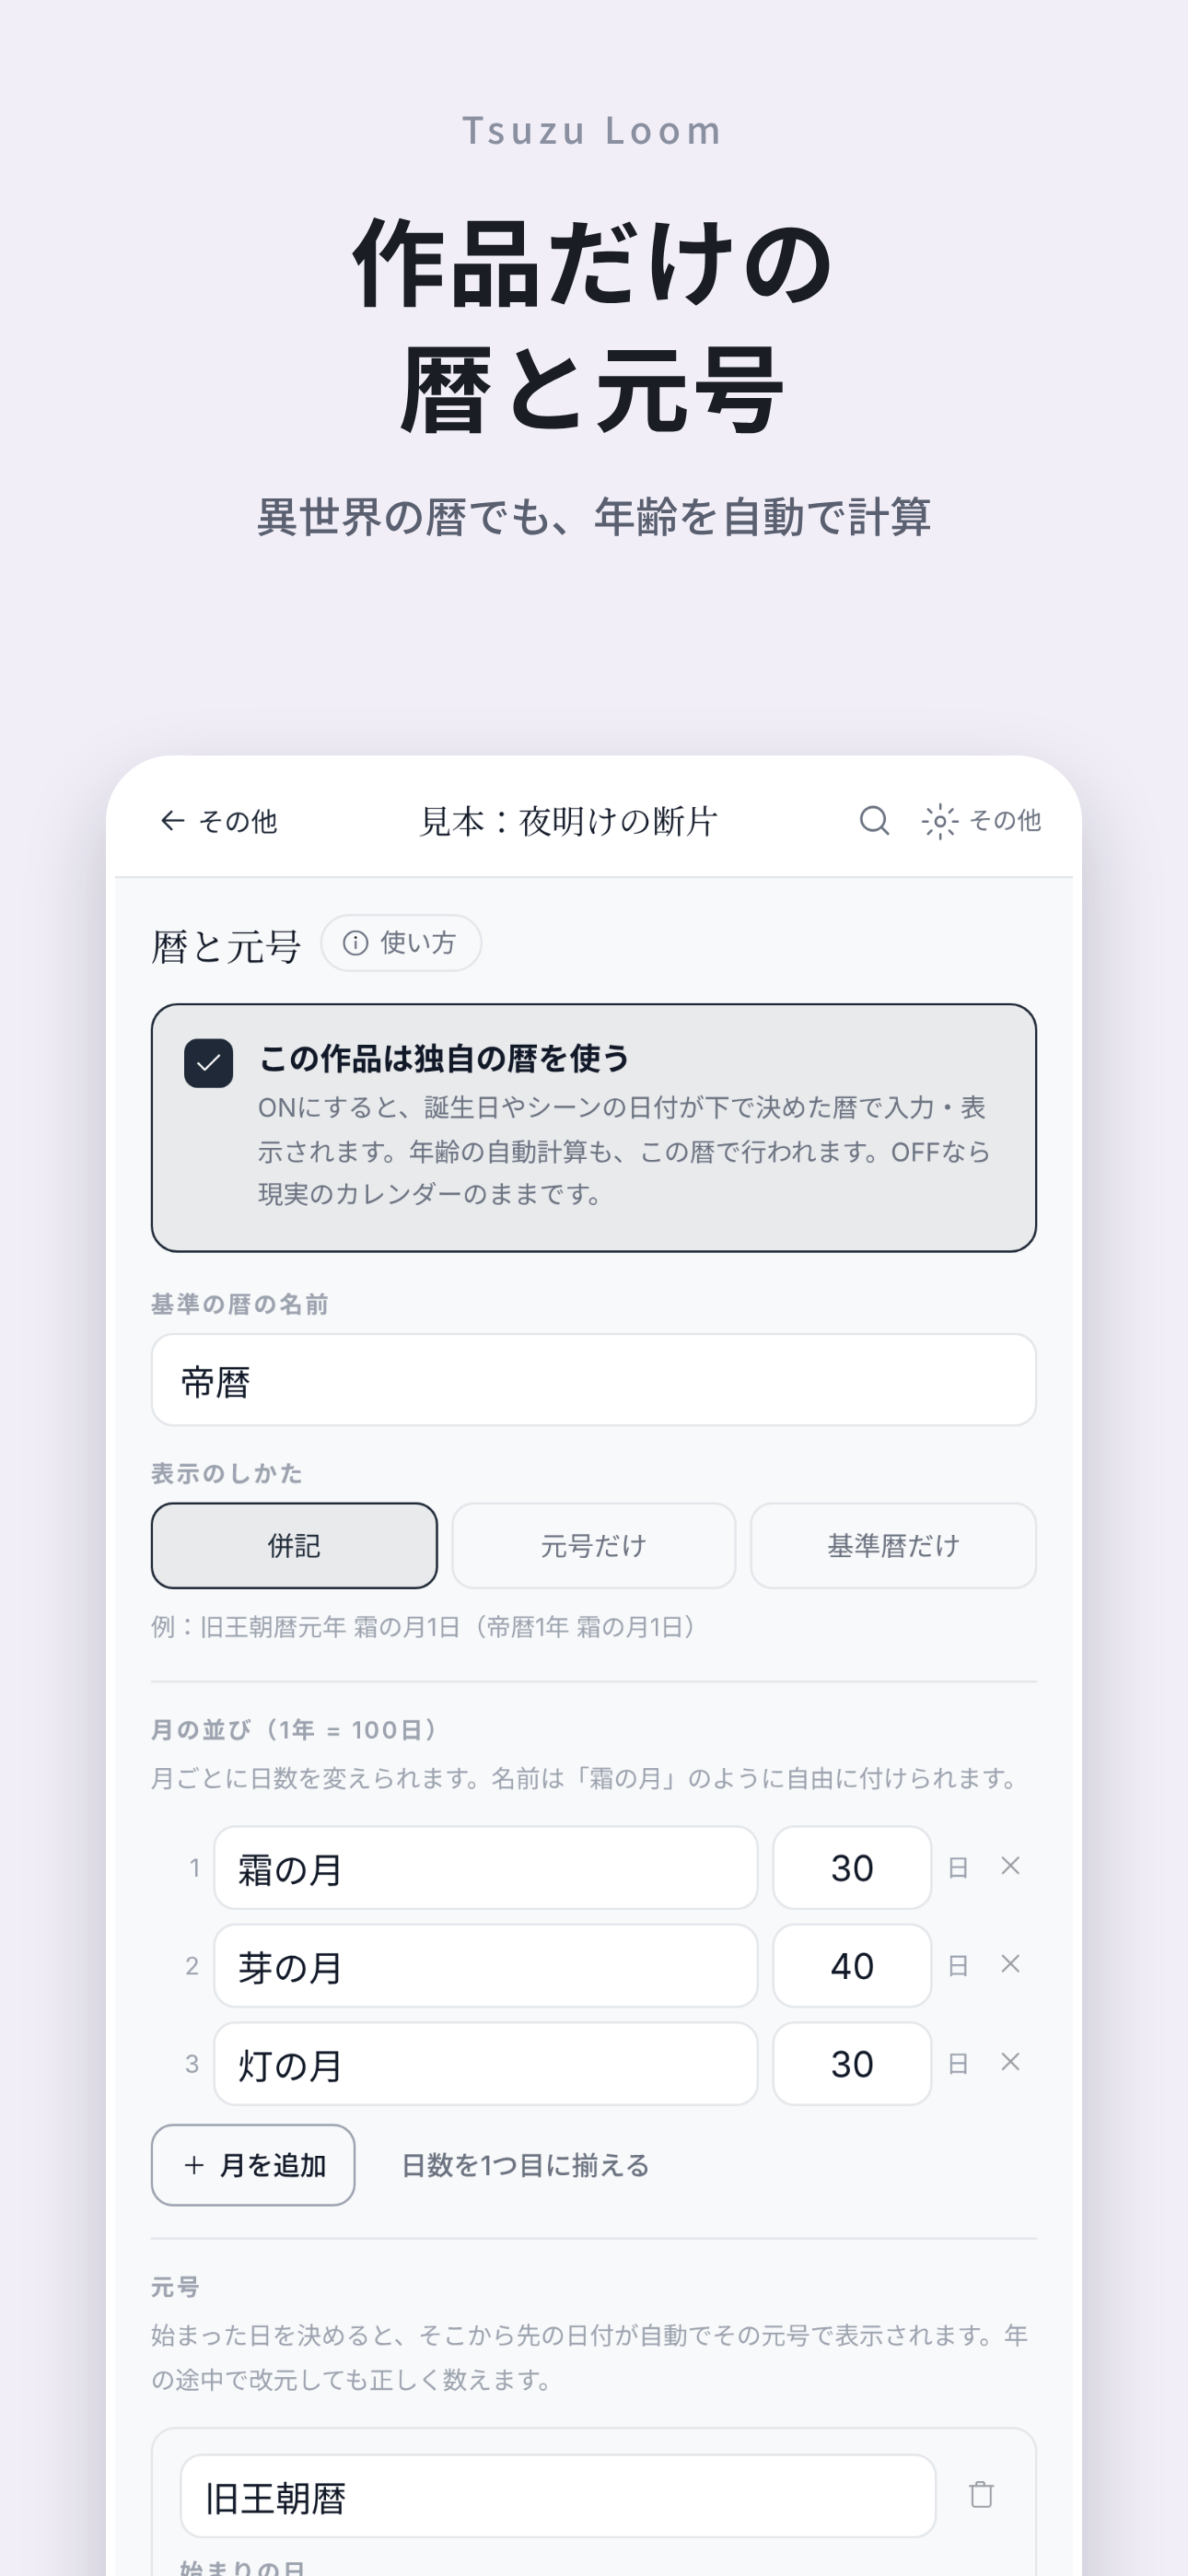 Tsuzu Loom
作品だけの
暦と元号
異世界の暦でも、年齢を自動で計算
その他 見本：夜明けの断片 その他
暦と元号 使い方
この作品は独自の暦を使う
ONにすると、誕生日やシーンの日付が下で決めた暦で入力・表
示されます。年齢の自動計算も、この暦で行われます。OFFなら
現実のカレンダーのままです。
基準の暦の名前
帝暦
表示のしかた
併記 元号だけ 基準暦だけ
例：旧王朝暦元年 霜の月1日（帝暦1年 霜の月1日）
月の並び（1年 = 100日）
月ごとに日数を変えられます。名前は「霜の月」のように自由に付けられます。
1 霜の月 30 日
2 芽の月 40 日
3 灯の月 30 日
+ 月を追加 日数を1つ目に揃える
元号
始まった日を決めると、そこから先の日付が自動でその元号で表示されます。年
の途中で改元しても正しく数えます。
旧王朝暦
始まりの日